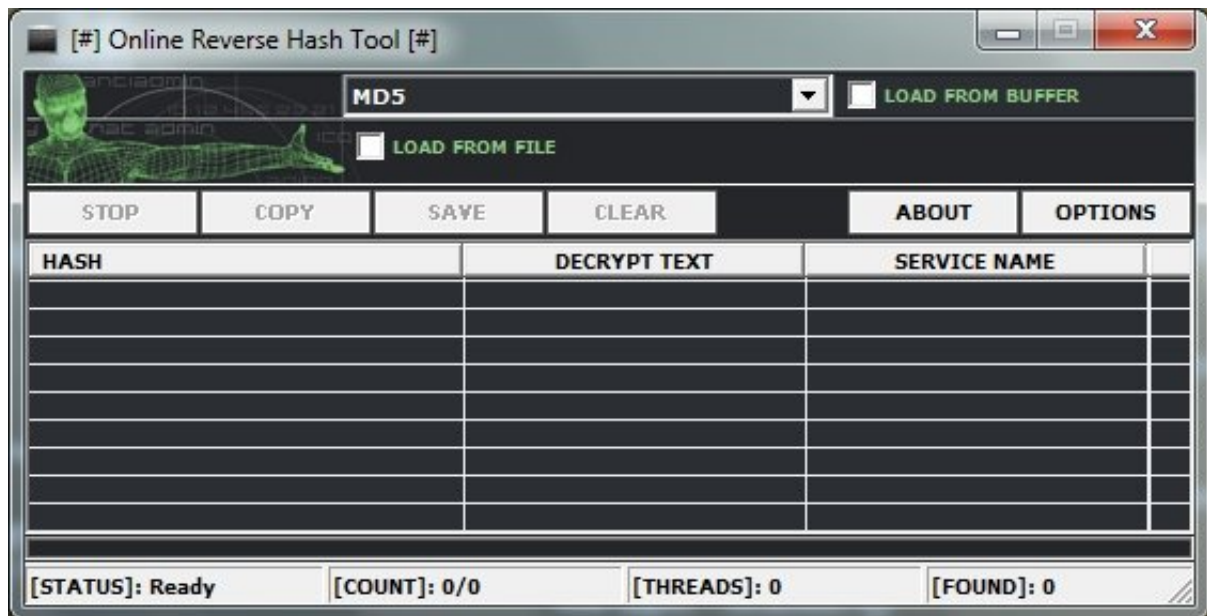 [#] Online Reverse Hash Tool [#]
MD5
LOAD FROM BUFFER
LOAD FROM FILE
STOP COPY SAVE CLEAR ABOUT OPTIONS
HASH DECRYPT TEXT SERVICE NAME
[STATUS]: Ready [COUNT]: 0/0 [THREADS]: 0 [FOUND]: 0